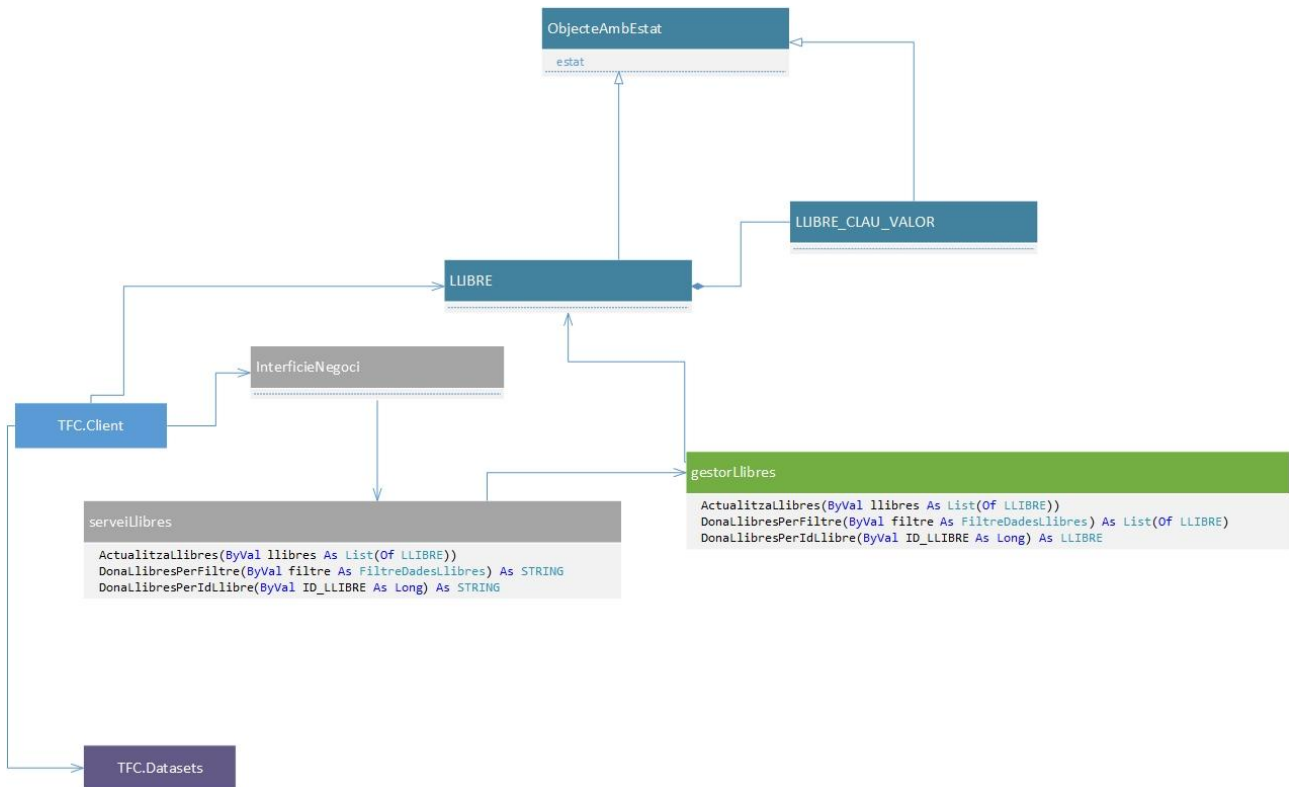 ObjecteAmbEstat
estat
LLIBRE_CLAU_VALOR
LLIBRE
InterficieNegoci
TFC.Client
gestorLlibres
ActualitzaLlibres(ByVal llibres As List(Of LLIBRE))
DonaLlibresPerFiltre(ByVal filtre As FiltreDadesLlibres) As List(Of LLIBRE)
DonaLlibresPerIdLlibre(ByVal ID_LLIBRE As Long) As LLIBRE
serveiLlibres
ActualitzaLlibres(ByVal llibres As List(Of LLIBRE))
DonaLlibresPerFiltre(ByVal filtre As FiltreDadesLlibres) As STRING
DonaLlibresPerIdLlibre(ByVal ID_LLIBRE As Long) As STRING
TFC.Datasets